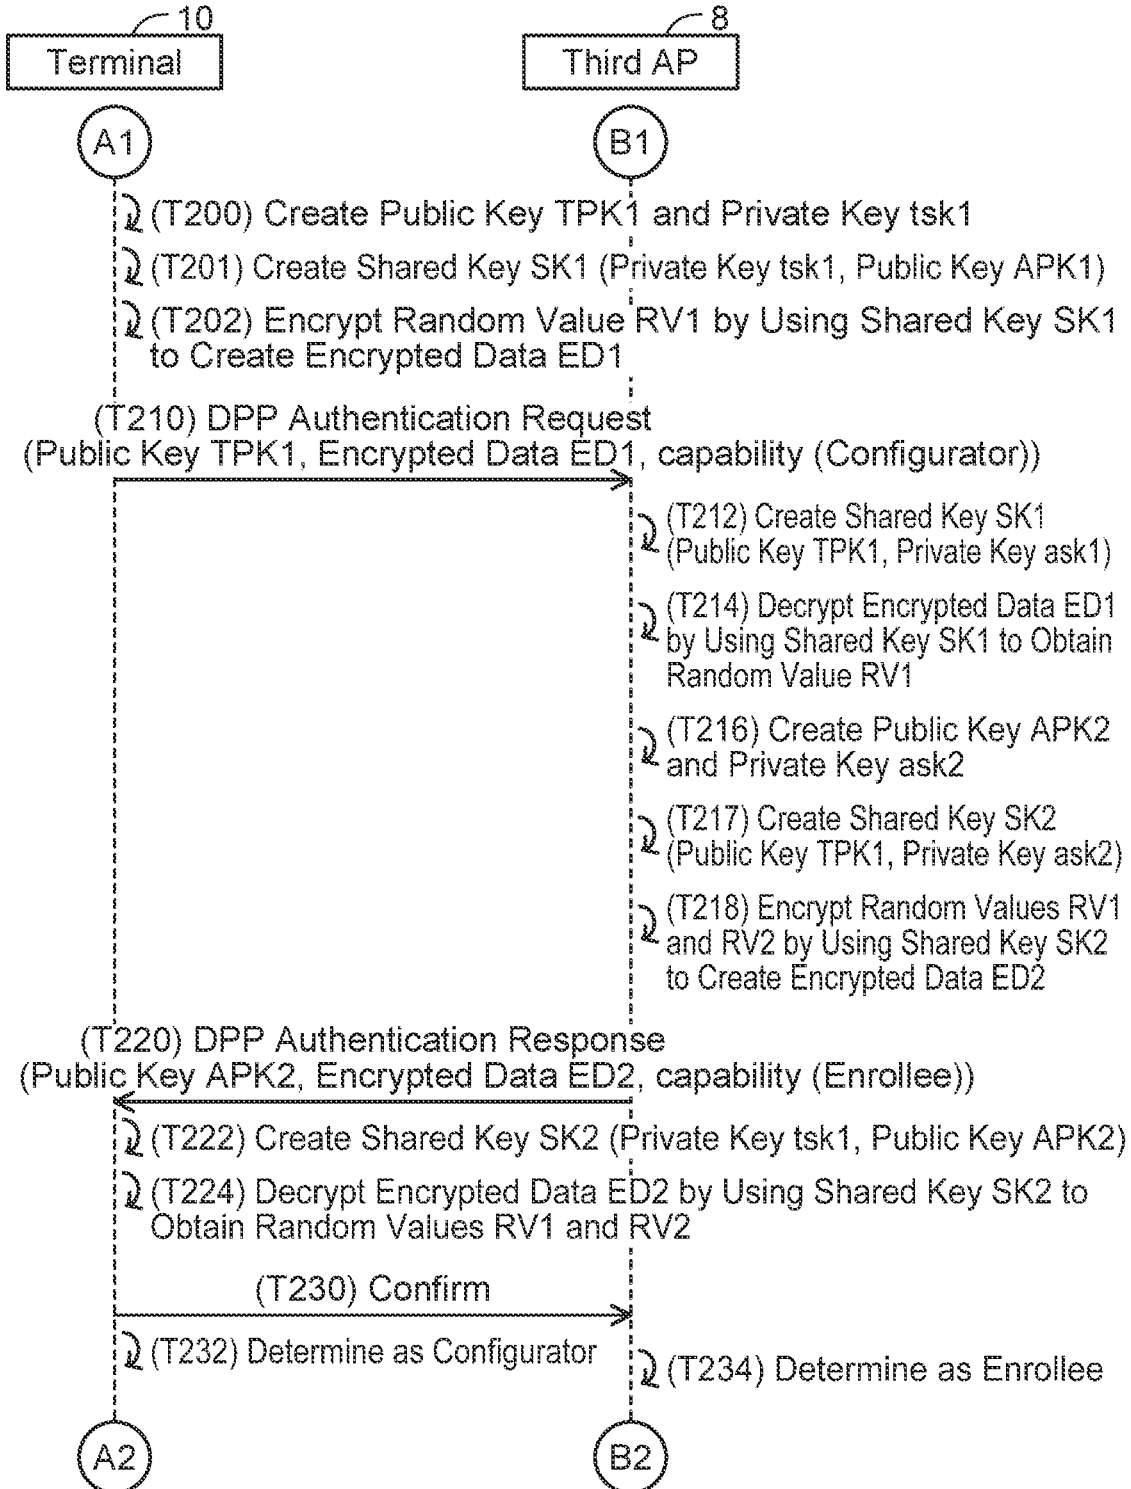 10
8
Terminal
Third AP
A1
B1
(T200) Create Public Key TPK1 and Private Key tsk1
(T201) Create Shared Key SK1 (Private Key tsk1, Public Key APK1)
(T202) Encrypt Random Value RV1 by Using Shared Key SK1
to Create Encrypted Data ED1
(T210) DPP Authentication Request
(Public Key TPK1, Encrypted Data ED1, capability (Configurator))
(T212) Create Shared Key SK1
(Public Key TPK1, Private Key ask1)
(T214) Decrypt Encrypted Data ED1
by Using Shared Key SK1 to Obtain
Random Value RV1
(T216) Create Public Key APK2
and Private Key ask2
(T217) Create Shared Key SK2
(Public Key TPK1, Private Key ask2)
(T218) Encrypt Random Values RV1
and RV2 by Using Shared Key SK2
to Create Encrypted Data ED2
(T220) DPP Authentication Response
(Public Key APK2, Encrypted Data ED2, capability (Enrollee))
(T222) Create Shared Key SK2 (Private Key tsk1, Public Key APK2)
(T224) Decrypt Encrypted Data ED2 by Using Shared Key SK2 to
Obtain Random Values RV1 and RV2
(T230) Confirm
(T232) Determine as Configurator
(T234) Determine as Enrollee
A2
B2